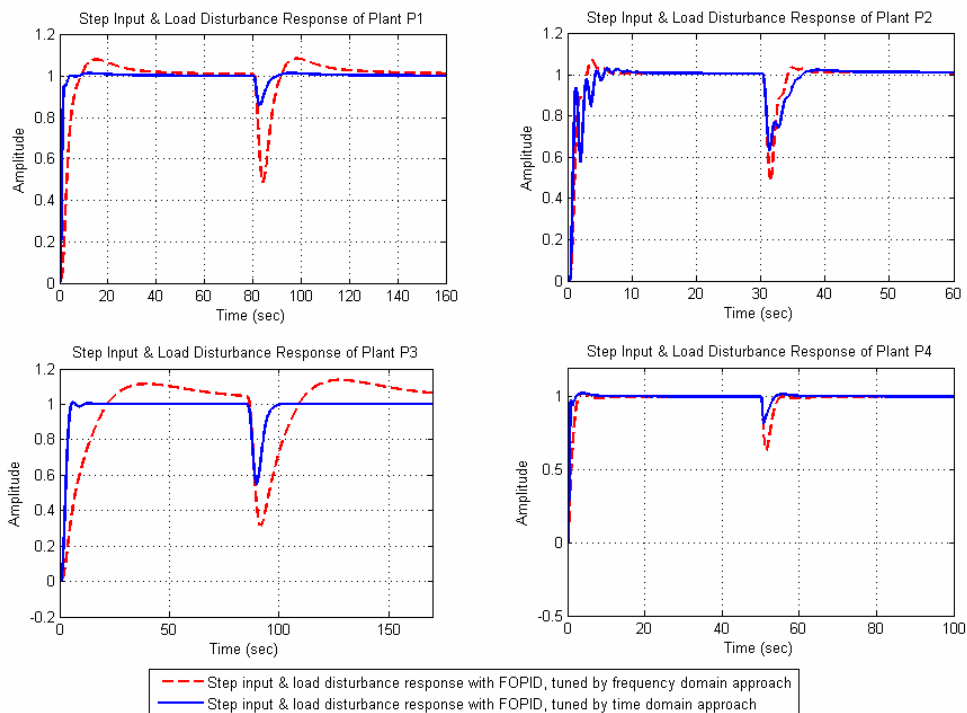 Step Input & Load Disturbance Response of Plant P1
1.2
1
0.8
0.6
0.4
0.2
0
Amplitude
0 20 40 60 80 100 120 140 160
Time (sec)
Step Input & Load Disturbance Response of Plant P2
1.2
1
0.8
0.6
0.4
0.2
0
Amplitude
0 10 20 30 40 50 60
Time (sec)
Step Input & Load Disturbance Response of Plant P3
1.2
1
0.8
0.6
0.4
0.2
0
-0.2
Amplitude
0 50 100 150
Time (sec)
Step Input & Load Disturbance Response of Plant P4
1
0.5
0
-0.5
Amplitude
0 20 40 60 80 100
Time (sec)
Step input & load disturbance response with FOPID, tuned by frequency domain approach
Step input & load disturbance response with FOPID, tuned by time domain approach